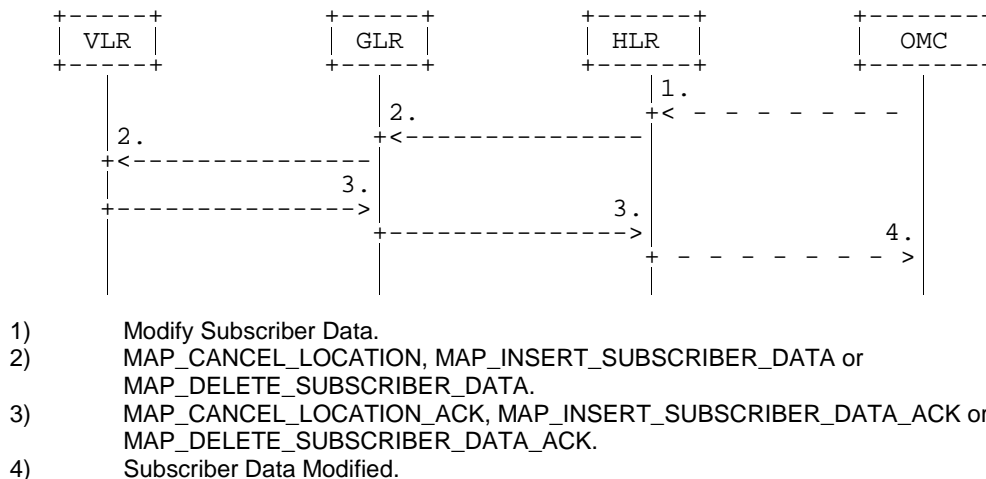 VLR GLR HLR OMC
1.
2.
2.
3.
3.
4.
1) Modify Subscriber Data.
2) MAP_CANCEL_LOCATION, MAP_INSERT_SUBSCRIBER_DATA or
MAP_DELETE_SUBSCRIBER_DATA.
3) MAP_CANCEL_LOCATION_ACK, MAP_INSERT_SUBSCRIBER_DATA_ACK or
MAP_DELETE_SUBSCRIBER_DATA_ACK.
4) Subscriber Data Modified.